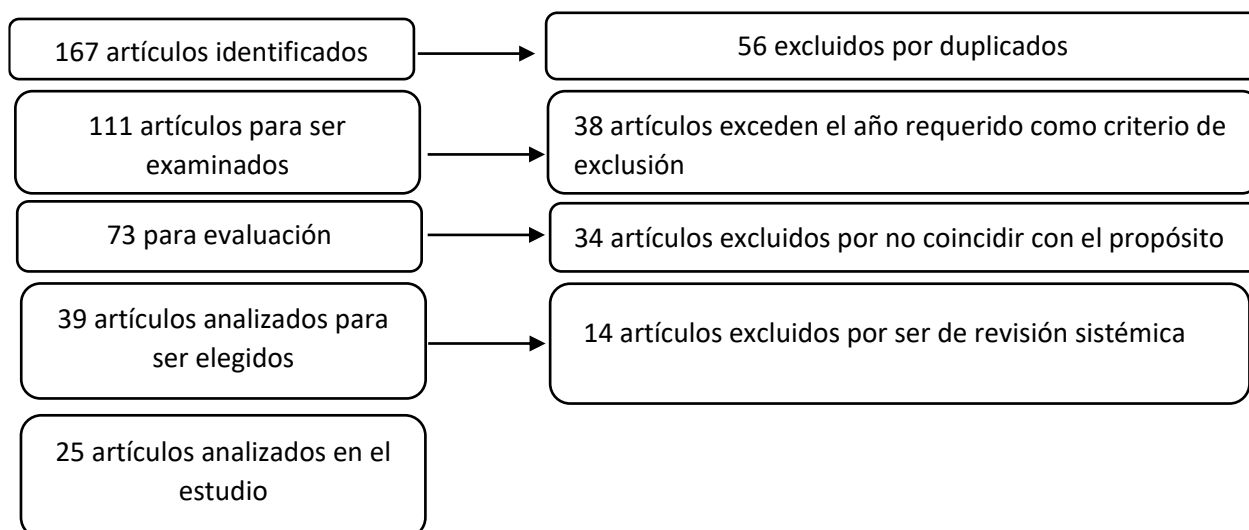 167 artículos identificados
56 excluidos por duplicados
111 artículos para ser
examinados
38 artículos exceden el año requerido como criterio de
exclusión
73 para evaluación
34 artículos excluidos por no coincidir con el propósito
39 artículos analizados para
ser elegidos
14 artículos excluidos por ser de revisión sistémica
25 artículos analizados en el
estudio